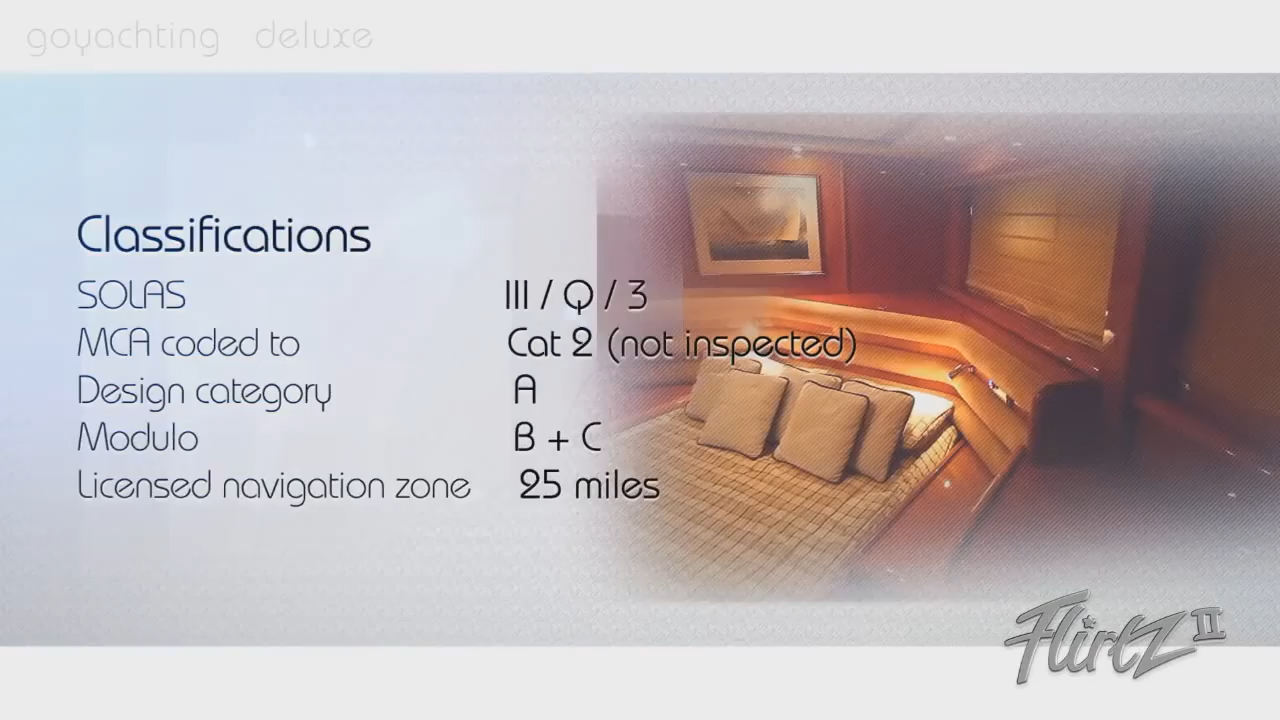 goyachting deluxe
Classifications
SOLAS III / Q / 3
MCA coded to Cat 2 (not inspected)
Design category A
Modulo B + C
Licensed navigation zone 25 miles
Flirtz II